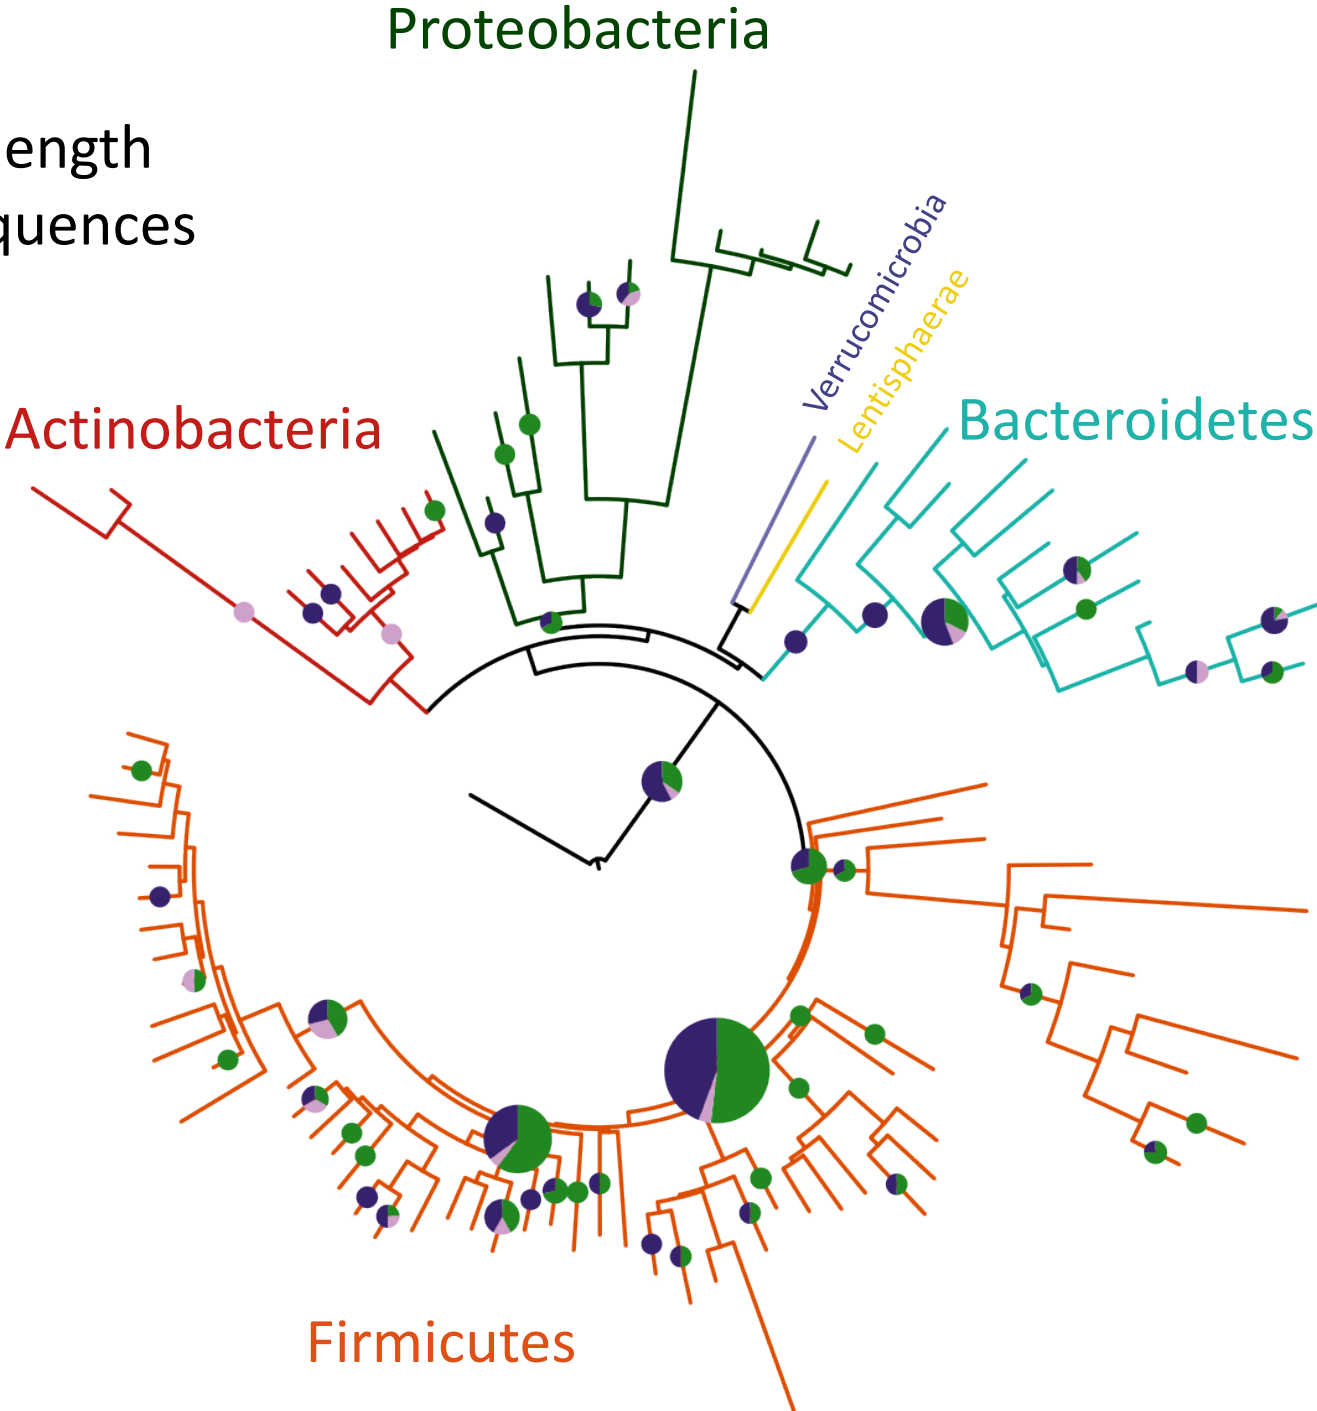 Proteobacteria
ength
quences
Verrucomicrobia
Lentisphaerae
Actinobacteria
Bacteroidetes
Firmicutes